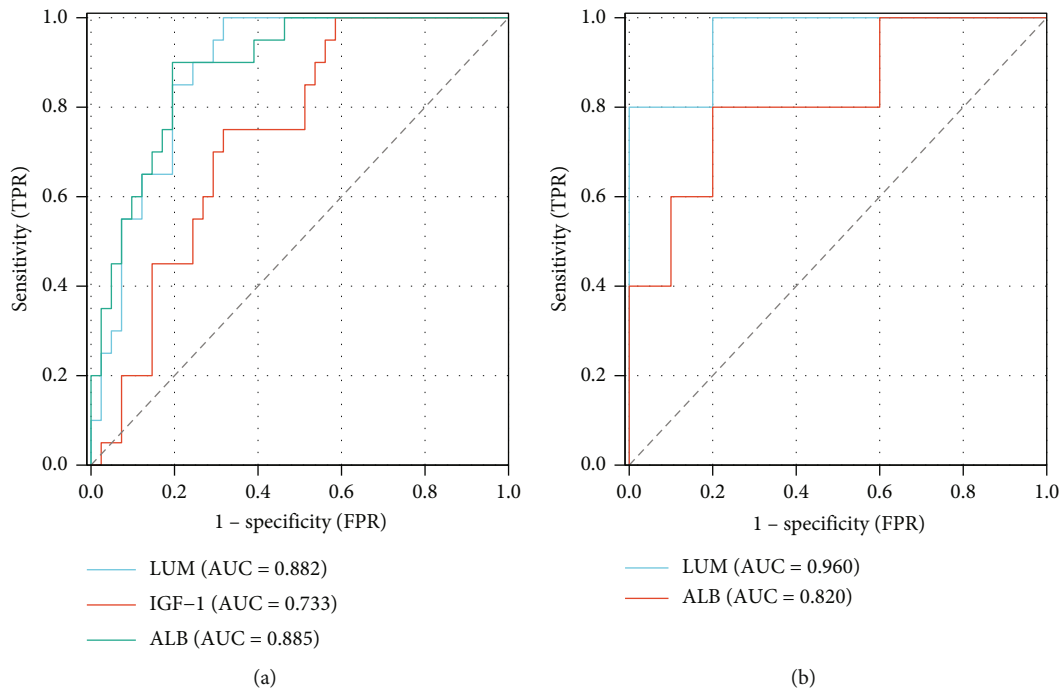 1.0
0.8
0.6
0.4
0.2
0.0
Sensitivity (TPR)
0.0 0.2 0.4 0.6 0.8 1.0
1 – specificity (FPR)
LUM (AUC = 0.882)
IGF–1 (AUC = 0.733)
ALB (AUC = 0.885)
(a)
1.0
0.8
0.6
0.4
0.2
0.0
Sensitivity (TPR)
0.0 0.2 0.4 0.6 0.8 1.0
1 – specificity (FPR)
LUM (AUC = 0.960)
ALB (AUC = 0.820)
(b)